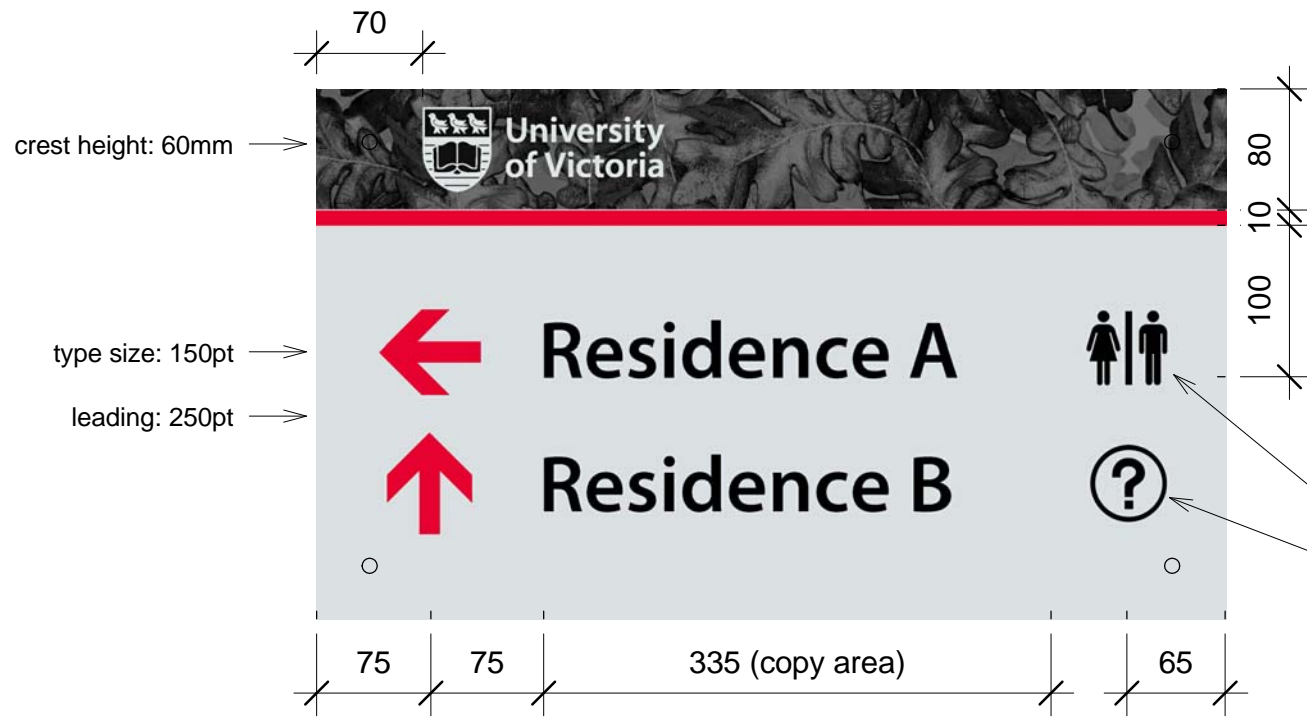 70
crest height: 60mm
University
of Victoria
80
10
100
type size: 150pt
Residence A
leading: 250pt
Residence B
?
75
75
335 (copy area)
65